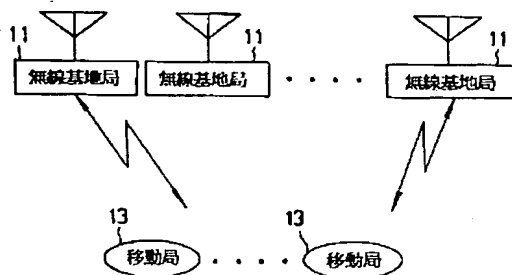 11 11 11
無線基地局 無線基地局 ・・・・ 無線基地局
13 13
移動局 ・・・・ 移動局